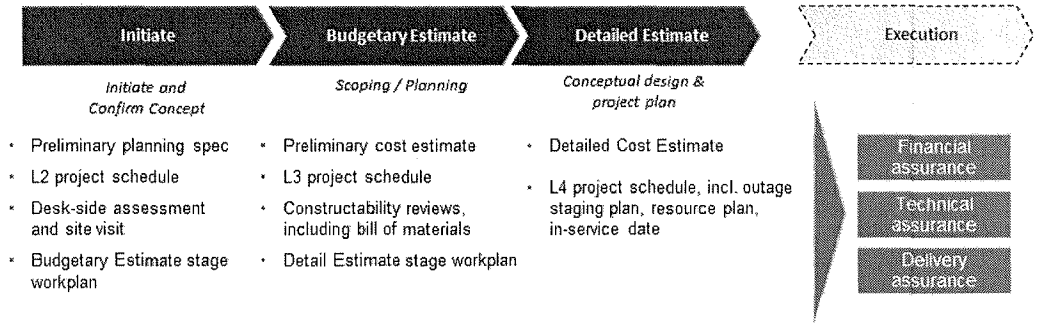 Initiate
Budgetary Estimate
Detailed Estimate
Execution
Initiate and
Confirm Concept
Scoping / Planning
Conceptual design &
project plan
Preliminary planning spec
L2 project schedule
Desk-side assessment
and site visit
Budgetary Estimate stage
workplan
Preliminary cost estimate
L3 project schedule
Constructability reviews,
including bill of materials
Detail Estimate stage workplan
Detailed Cost Estimate
L4 project schedule, incl. outage
staging plan, resource plan,
in-service date
Financial
assurance
Technical
assurance
Delivery
assurance